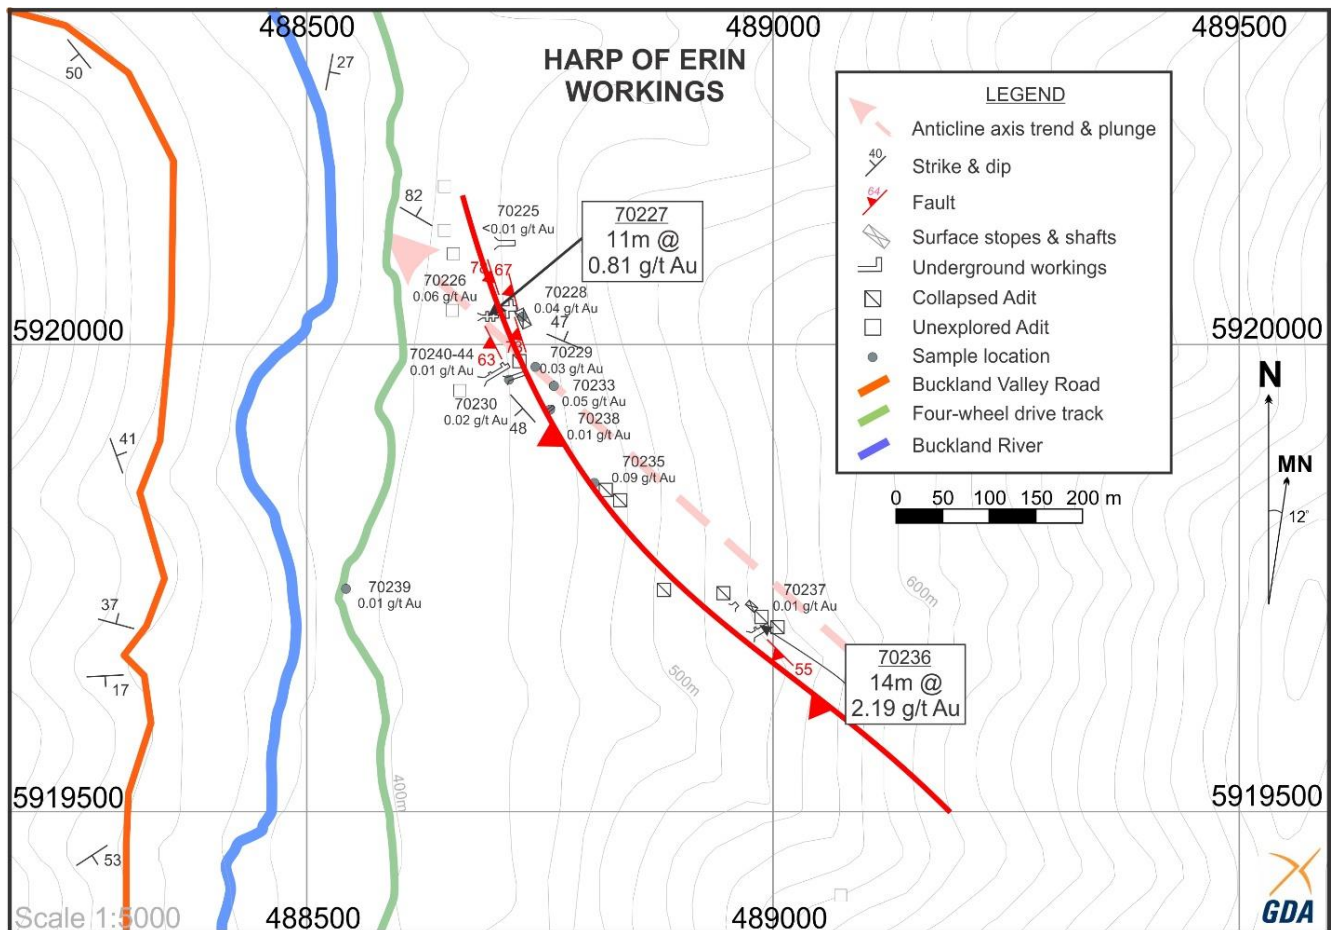 488500
489000
489500
HARP OF ERIN
WORKINGS
50
27
LEGEND
Anticline axis trend & plunge
40
Strike & dip
64
Fault
Surface stopes & shafts
Underground workings
Collapsed Adit
Unexplored Adit
Sample location
Buckland Valley Road
Four-wheel drive track
Buckland River
82
70225
<0.01 g/t Au
70227
11m @
0.81 g/t Au
67
70226
0.06 g/t Au
70228
0.04 g/t Au
47
5920000
5920000
70240-44
0.01 g/t Au
63
73
70229
0.03 g/t Au
70233
0.05 g/t Au
70230
0.02 g/t Au
48
70238
0.01 g/t Au
N
MN
12°
41
70235
0.09 g/t Au
0 50 100 150 200 m
70239
0.01 g/t Au
37
70237
0.01 g/t Au
600m
500m
17
55
70236
14m @
2.19 g/t Au
400m
5919500
5919500
53
Scale 1:5000
488500
489000
GDA